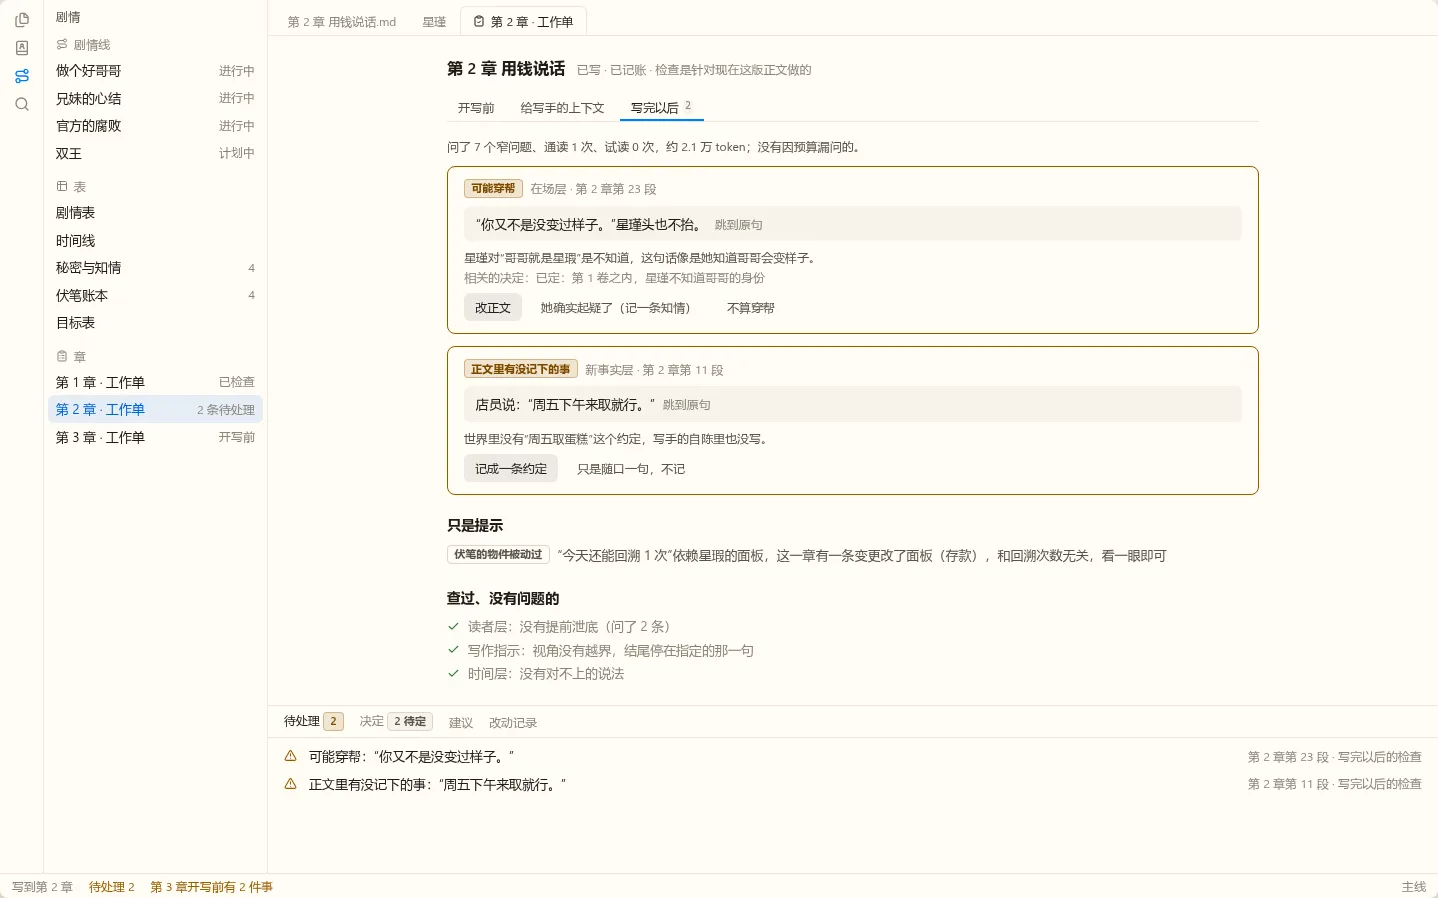 剧情
剧情线
做个好哥哥 进行中
兄妹的心结 进行中
官方的腐败 进行中
双王 计划中
表
剧情表
时间线
秘密与知情 4
伏笔账本 4
目标表
章
第 1 章 · 工作单 已检查
第 2 章 · 工作单 2 条待处理
第 3 章 · 工作单 开写前
第 2 章 用钱说话.md 星瑾 第 2 章 · 工作单
第 2 章 用钱说话 已写 · 已记账 · 检查是针对现在这版正文做的
开写前 给写手的上下文 写完以后 2
问了 7 个窄问题、通读 1 次、试读 0 次，约 2.1 万 token；没有因预算漏问的。
可能穿帮 在场层 · 第 2 章第 23 段
“你又不是没变过样子。”星瑾头也不抬。 跳到原句
星瑾对“哥哥就是星瑕”是不知道，这句话像是她知道哥哥会变样子。
相关的决定：已定：第 1 卷之内，星瑾不知道哥哥的身份
改正文 她确实起疑了（记一条知情） 不算穿帮
正文里有没记下的事 新事实层 · 第 2 章第 11 段
店员说：“周五下午来取就行。” 跳到原句
世界里没有“周五取蛋糕”这个约定，写手的自陈里也没写。
记成一条约定 只是随口一句，不记
只是提示
伏笔的物件被动过 “今天还能回溯 1 次”依赖星瑕的面板，这一章有一条变更改了面板（存款），和回溯次数无关，看一眼即可
查过、没有问题的
读者层：没有提前泄底（问了 2 条）
写作指示：视角没有越界，结尾停在指定的那一句
时间层：没有对不上的说法
待处理 2 决定 2 待定 建议 改动记录
可能穿帮：“你又不是没变过样子。” 第 2 章第 23 段 · 写完以后的检查
正文里有没记下的事：“周五下午来取就行。” 第 2 章第 11 段 · 写完以后的检查
写到第 2 章 待处理 2 第 3 章开写前有 2 件事 主线